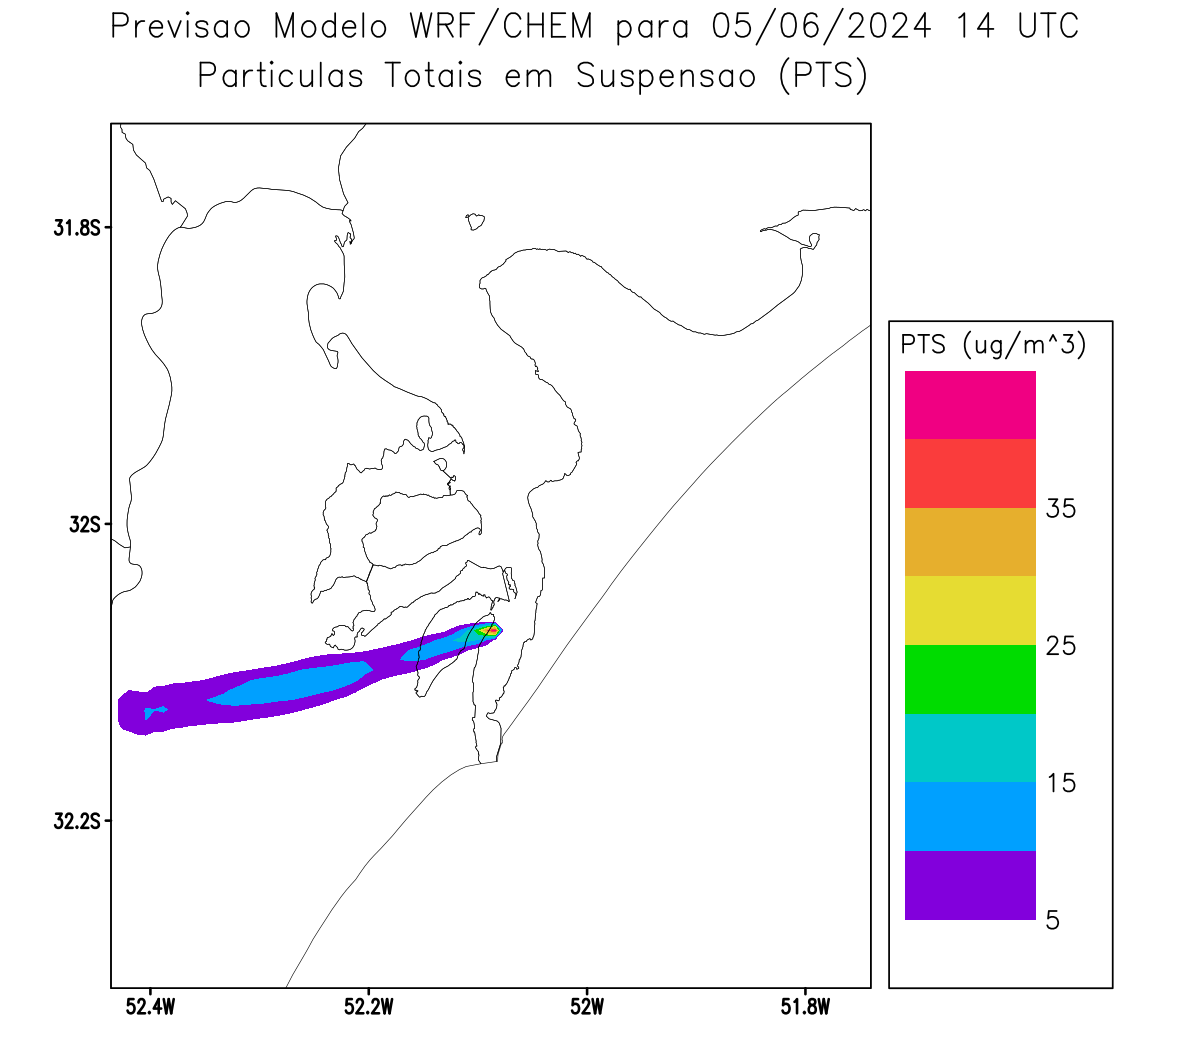 Previsao Modelo WRF/CHEM para 05/06/2024 14 UTC
Particulas Totais em Suspensao (PTS)
31.8S
32S
32.2S
52.4W 52.2W 52W 51.8W
PTS (ug/m^3)
35
25
15
5